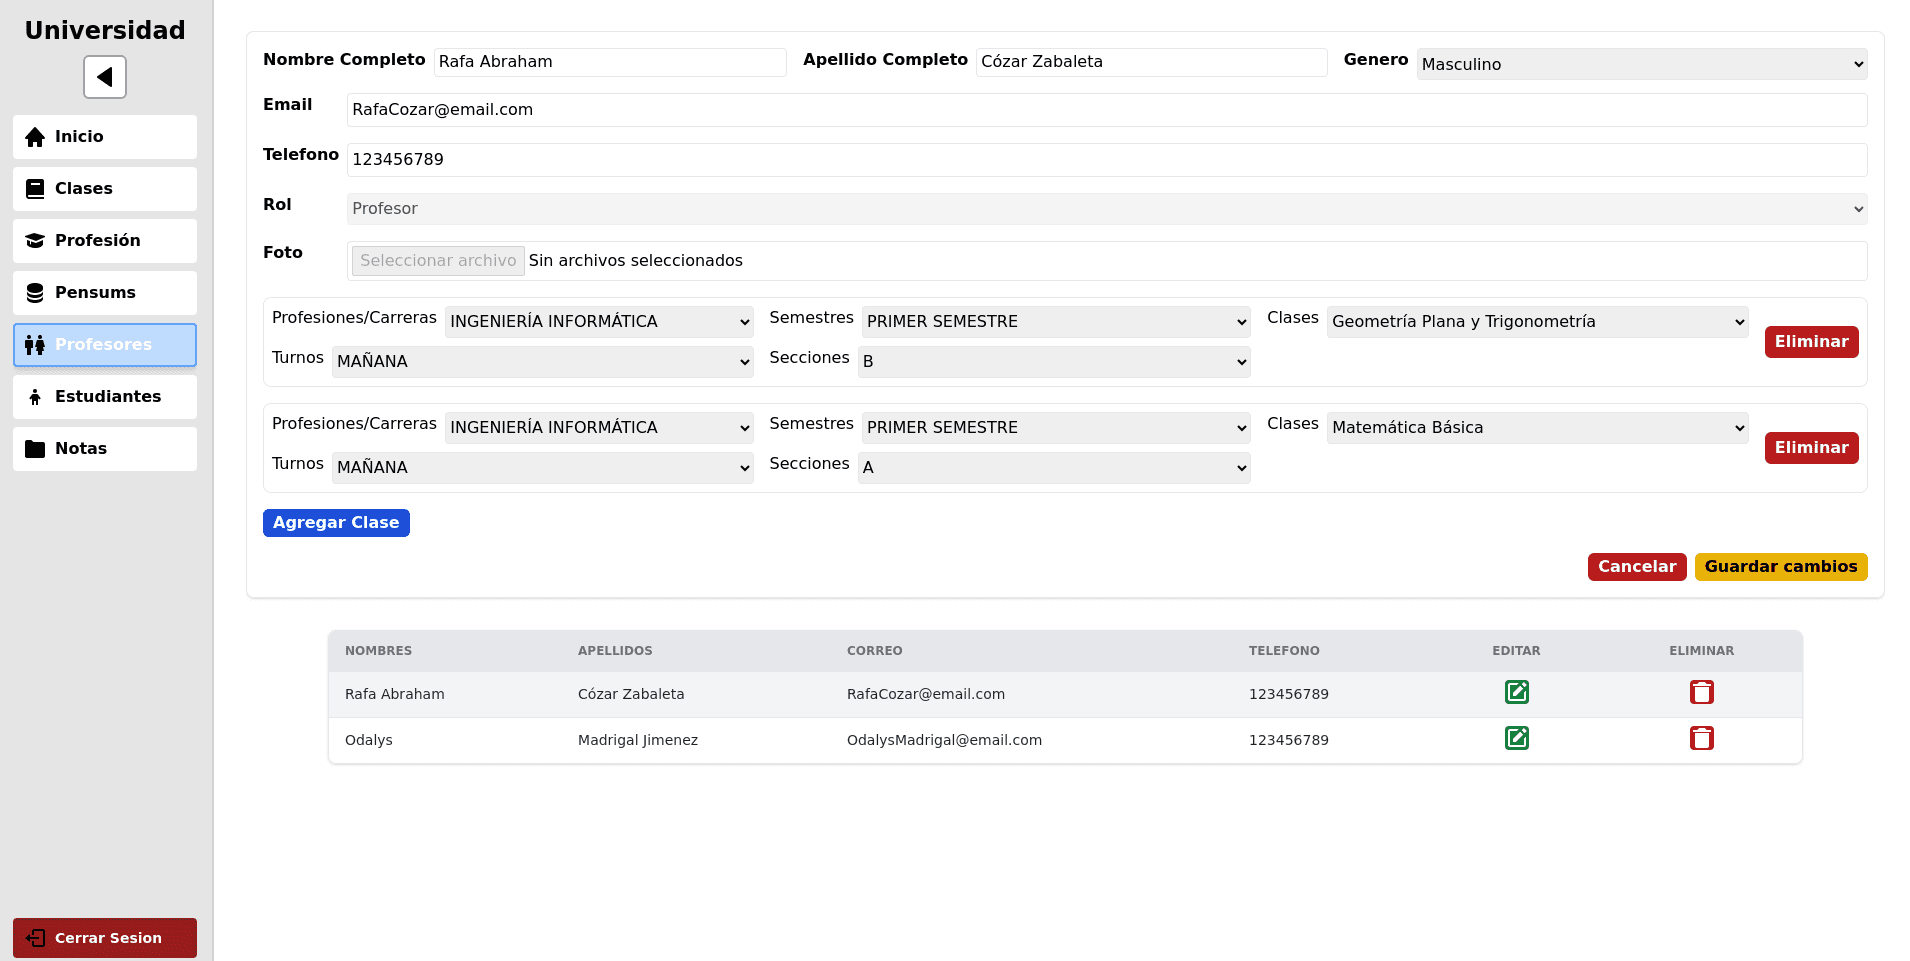 Universidad
Inicio
Clases
Profesión
Pensums
Profesores
Estudiantes
Notas
Cerrar Sesion
Nombre Completo Rafa Abraham Apellido Completo Cózar Zabaleta Genero Masculino
Email RafaCozar@email.com
Telefono 123456789
Rol Profesor
Foto Seleccionar archivo Sin archivos seleccionados
Profesiones/Carreras INGENIERÍA INFORMÁTICA Semestres PRIMER SEMESTRE Clases Geometría Plana y Trigonometría
Eliminar
Turnos MAÑANA Secciones B
Profesiones/Carreras INGENIERÍA INFORMÁTICA Semestres PRIMER SEMESTRE Clases Matemática Básica
Eliminar
Turnos MAÑANA Secciones A
Agregar Clase
Cancelar Guardar cambios
NOMBRES APELLIDOS CORREO TELEFONO EDITAR ELIMINAR
Rafa Abraham Cózar Zabaleta RafaCozar@email.com 123456789
Odalys Madrigal Jimenez OdalysMadrigal@email.com 123456789